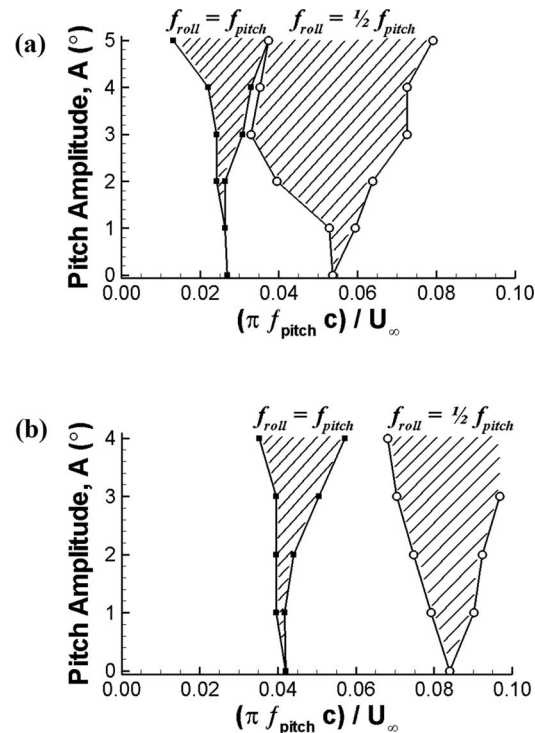 (a)
f_roll = f_pitch f_roll = ½ f_pitch
5
4
3
2
1
0
Pitch Amplitude, A (°)
0.00 0.02 0.04 0.06 0.08 0.10
(π f_pitch c) / U_∞
(b)
f_roll = f_pitch f_roll = ½ f_pitch
4
3
2
1
0
Pitch Amplitude, A (°)
0.00 0.02 0.04 0.06 0.08 0.10
(π f_pitch c) / U_∞